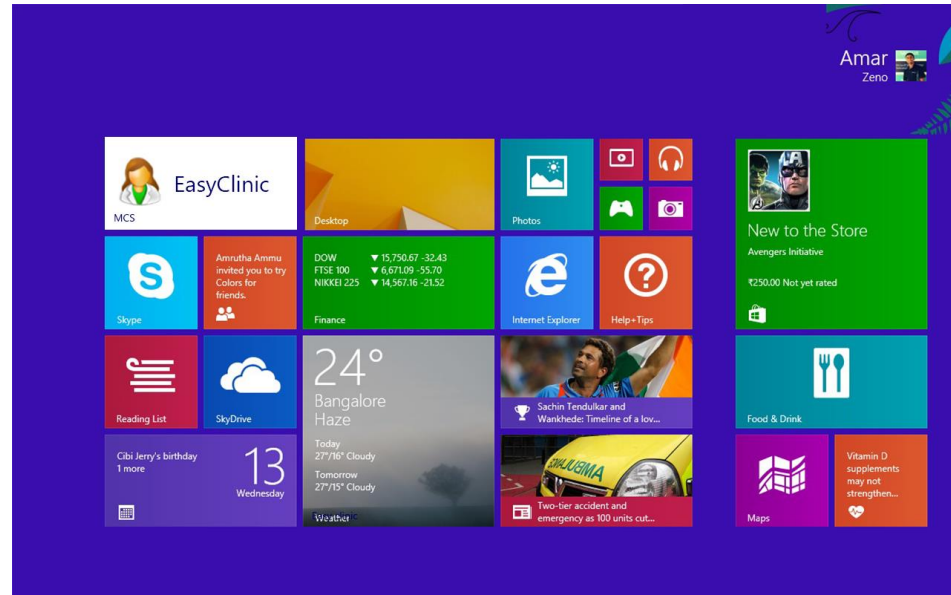 Amar
Zeno
EasyClinic
MCS
Desktop
Photos
Skype
Amrutha Ammu
invited you to try
Colors for
friends.
DOW ▼ 15,750.67 -32.43
FTSE 100 ▼ 6,671.09 -55.70
NIKKEI 225 ▼ 14,567.16 -21.52
Finance
Internet Explorer
Help+Tips
New to the Store
Avengers Initiative
₹250.00 Not yet rated
Reading List
SkyDrive
24°
Bangalore
Haze
Today
27°/16° Cloudy
Tomorrow
27°/15° Cloudy
Weather
Sachin Tendulkar and
Wankhede: Timeline of a lov...
Food & Drink
Cibi Jerry's birthday
1 more
13
Wednesday
AMBULANCE
Two-tier accident and
emergency as 100 units cut...
Maps
Vitamin D
supplements
may not
strengthen...